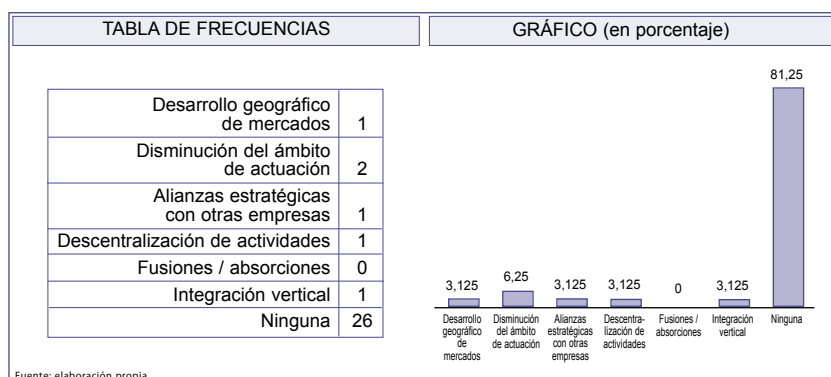 TABLA DE FRECUENCIAS
Desarrollo geográfico
de mercados 1
Disminución del ámbito
de actuación 2
Alianzas estratégicas
con otras empresas 1
Descentralización de actividades 1
Fusiones / absorciones 0
Integración vertical 1
Ninguna 26
GRÁFICO (en porcentaje)
3,125
6,25
3,125
3,125
0
3,125
81,25
Desarrollo
geográfico
de
mercados
Disminución
del ámbito
de actuación
Alianzas
estratégicas
con otras
empresas
Descentra-
lización de
actividades
Fusiones /
absorciones
Integración
vertical
Ninguna
Fuente: elaboración propia